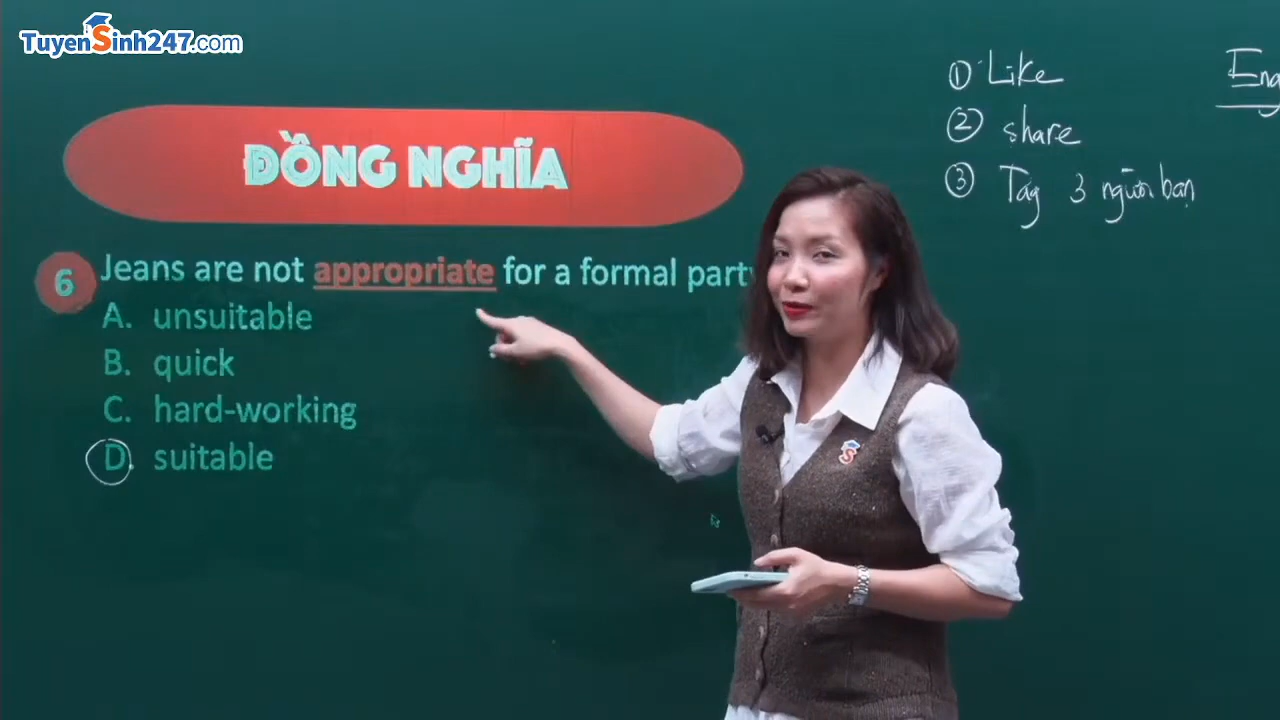 TuyenSinh247.com
ĐỒNG NGHĨA
6 Jeans are not appropriate for a formal party
A. unsuitable
B. quick
C. hard-working
D. suitable
① Like
② share
③ Tag 3 người bạn